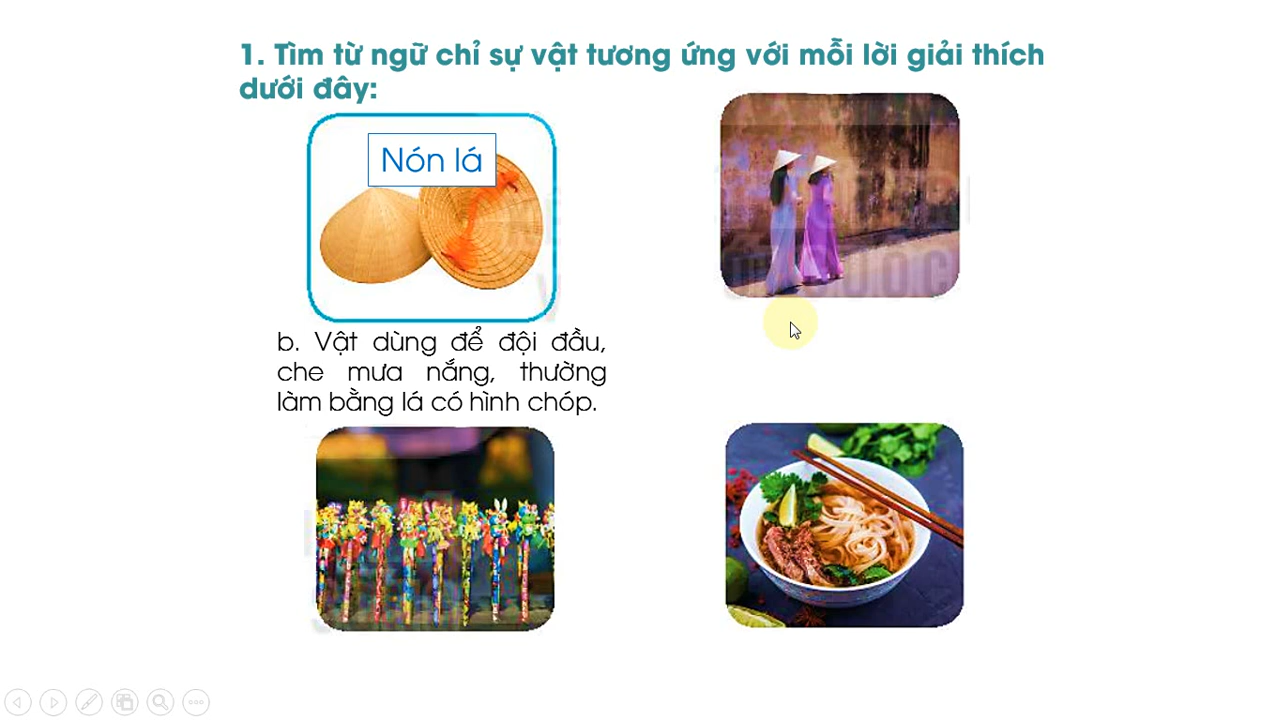 1. Tìm từ ngữ chỉ sự vật tương ứng với mỗi lời giải thích
dưới đây:
Nón lá
b. Vật dùng để đội đầu,
che mưa nắng, thường
làm bằng lá có hình chóp.